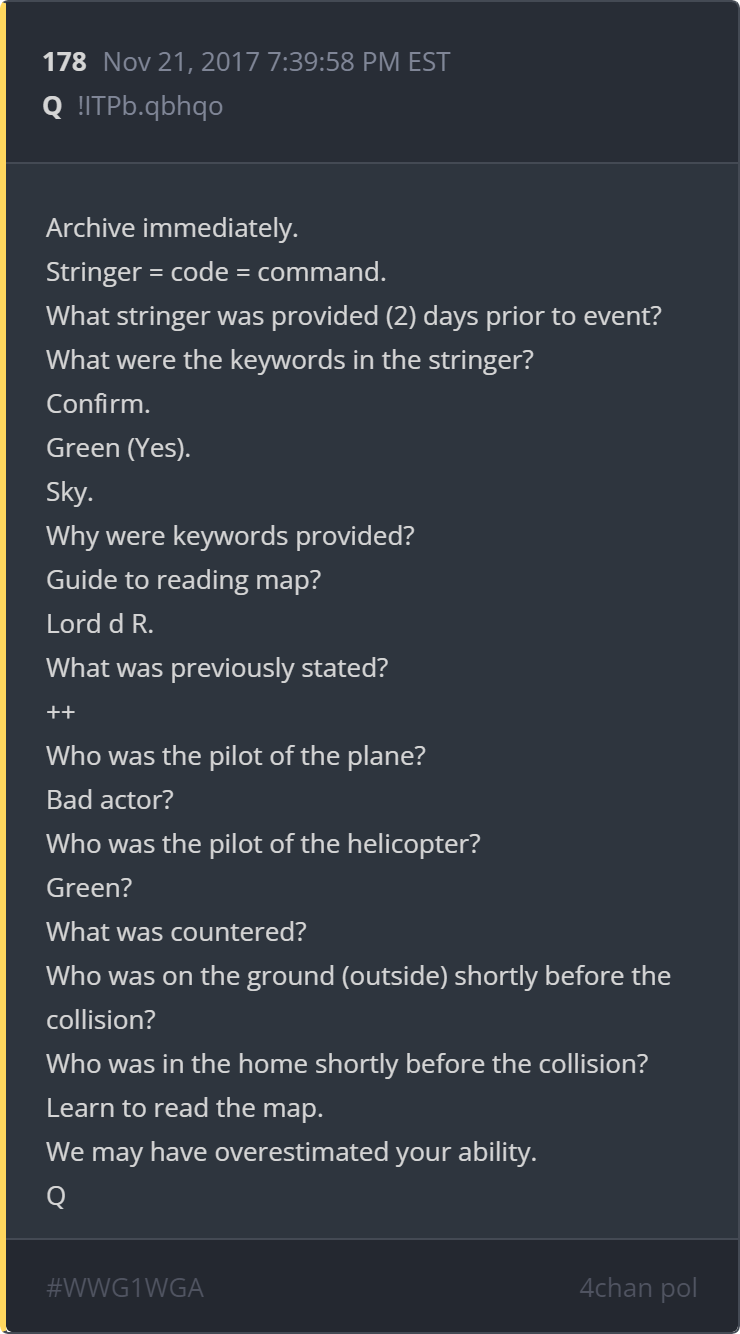 178 Nov 21, 2017 7:39:58 PM EST
Q !ITPb.qbhqo
Archive immediately.
Stringer = code = command.
What stringer was provided (2) days prior to event?
What were the keywords in the stringer?
Confirm.
Green (Yes).
Sky.
Why were keywords provided?
Guide to reading map?
Lord d R.
What was previously stated?
++
Who was the pilot of the plane?
Bad actor?
Who was the pilot of the helicopter?
Green?
What was countered?
Who was on the ground (outside) shortly before the
collision?
Who was in the home shortly before the collision?
Learn to read the map.
We may have overestimated your ability.
Q
#WWG1WGA 4chan pol